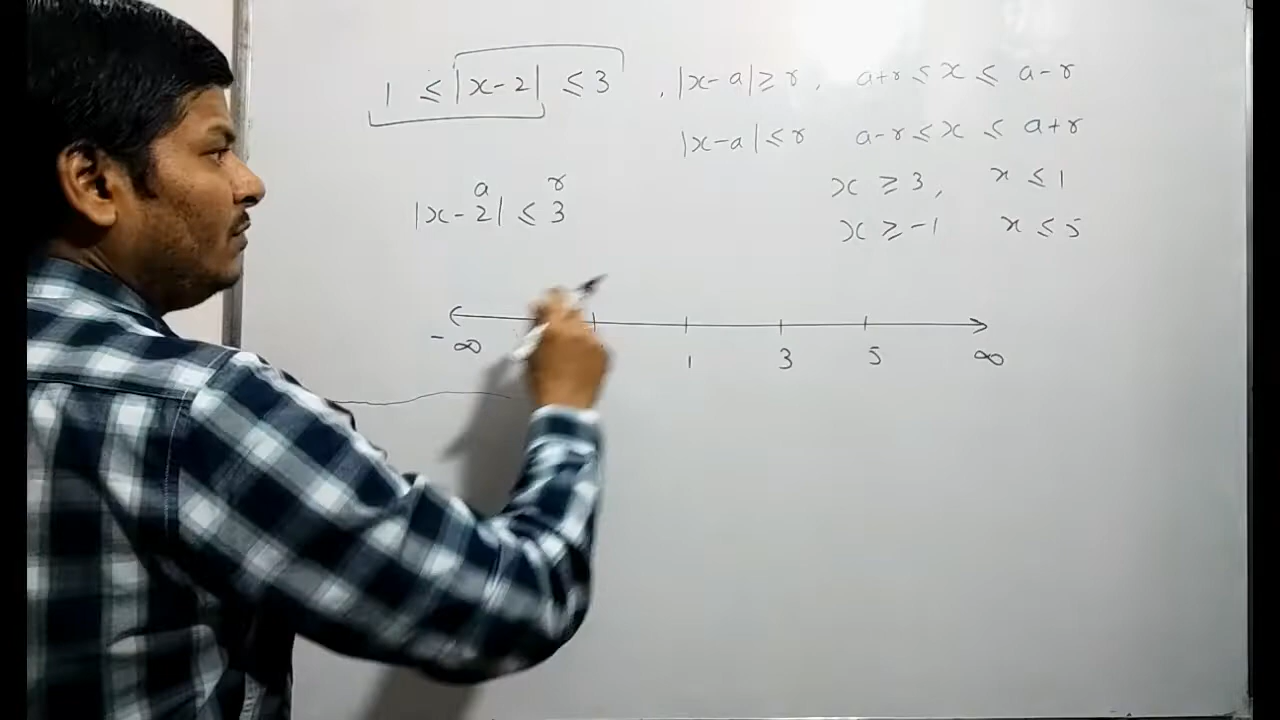 1 ≤ |x-2| ≤ 3 , |x-a| ≥ r , a+r ≤ x ≤ a-r
|x-a| ≤ r a-r ≤ x ≤ a+r
x ≥ 3, x ≤ 1
a r
|x-2| ≤ 3
x ≥ -1 x ≤ 5
-∞ 1 3 5 ∞